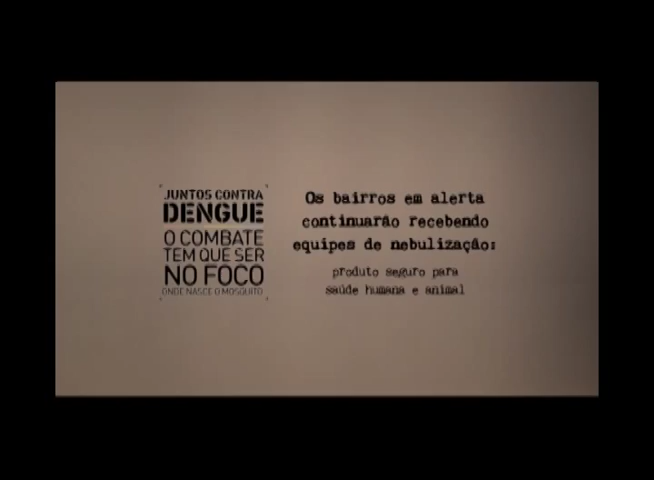 JUNTOS CONTRA
DENGUE
O COMBATE
TEM QUE SER
NO FOCO
ONDE NASCE O MOSQUITO
Os bairros em alerta
continuarão recebendo
equipes de nebulização:
produto seguro para
saúde humana e animal